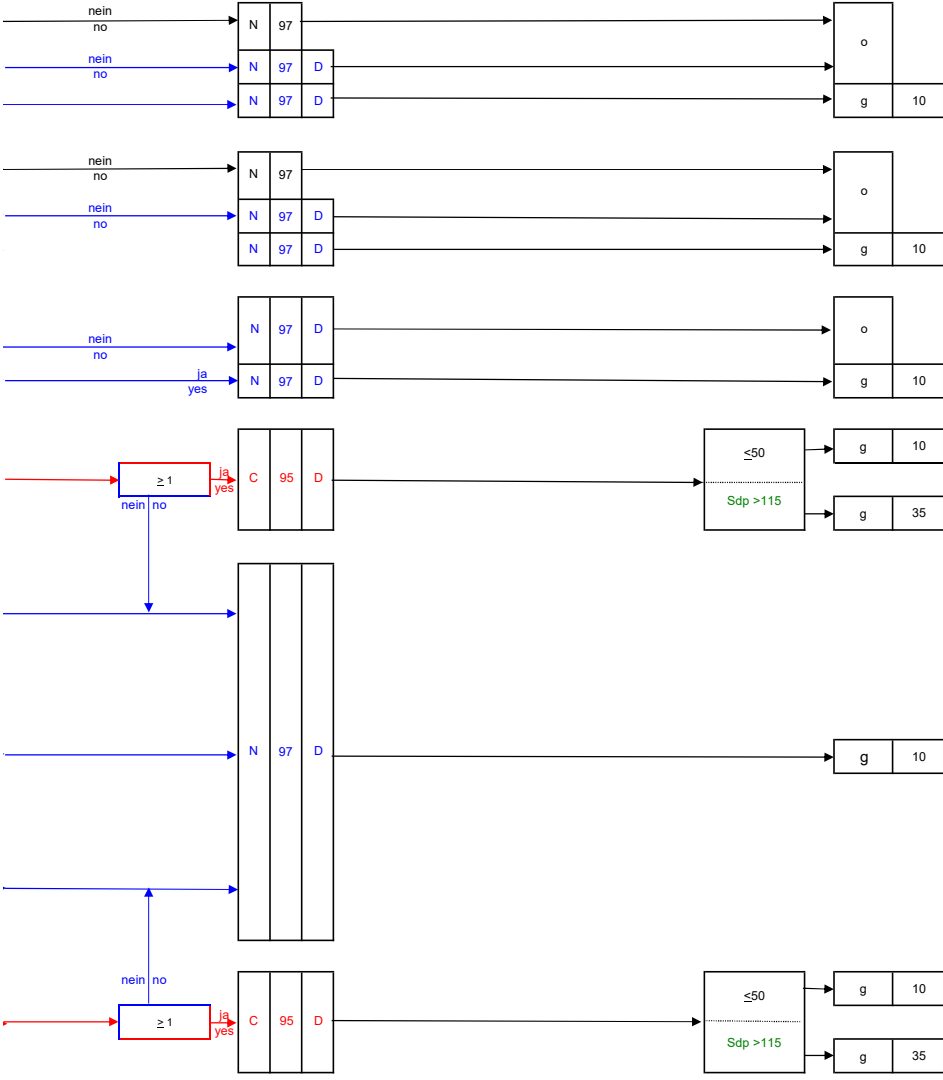 nein
no
N 97
o
nein
no
N 97 D
N 97 D
g 10
nein
no
N 97
o
nein
no
N 97 D
N 97 D
g 10
N 97 D
o
nein
no
ja
yes
N 97 D
g 10
≥ 1
ja
yes
C 95 D
≤50
Sdp >115
g 10
g 35
nein no
N 97 D
g 10
nein no
≥ 1
ja
yes
C 95 D
≤50
Sdp >115
g 10
g 35